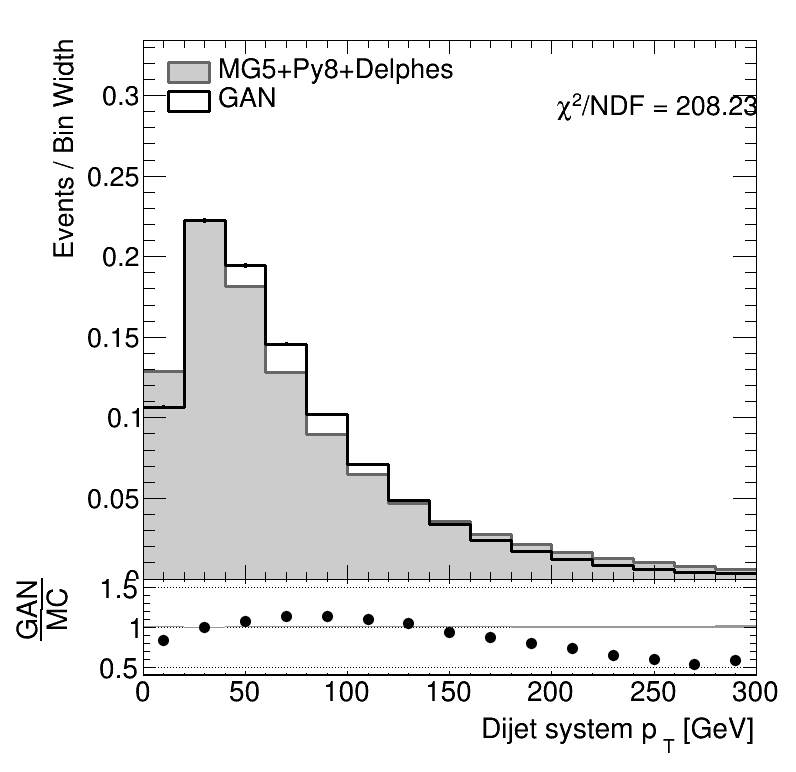 MG5+Py8+Delphes
GAN
χ²/NDF = 208.23
Events / Bin Width
0.3
0.25
0.2
0.15
0.1
0.05
0
GAN
MC
1.5
1
0.5
0 50 100 150 200 250 300
Dijet system p T [GeV]